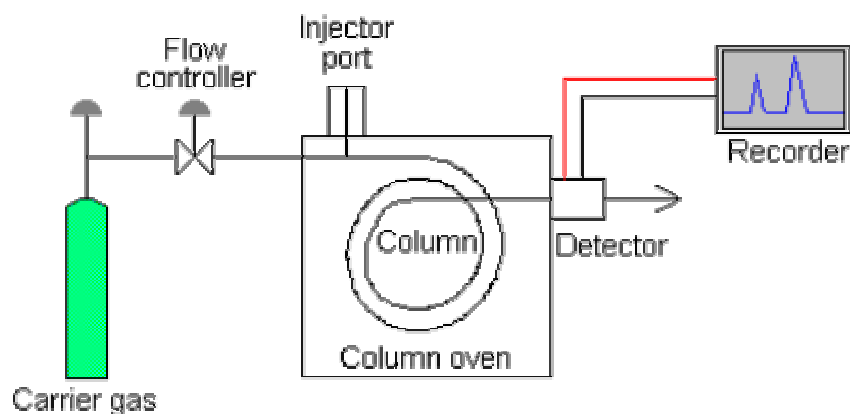 Injector
port
Flow
controller
Recorder
Column
Detector
Column oven
Carrier gas